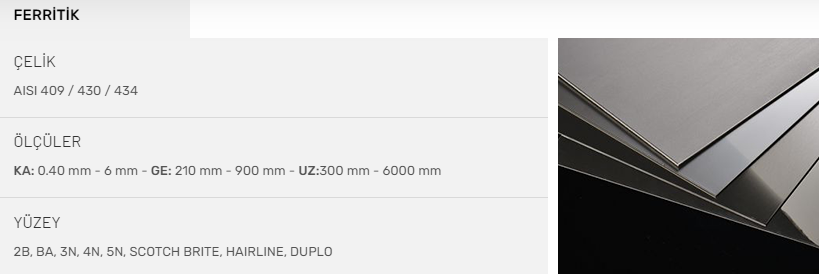 FERRİTİK
ÇELİK
AISI 409 / 430 / 434
ÖLÇÜLER
KA: 0.40 mm - 6 mm - GE: 210 mm - 900 mm - UZ:300 mm - 6000 mm
YÜZEY
2B, BA, 3N, 4N, 5N, SCOTCH BRITE, HAIRLINE, DUPLO